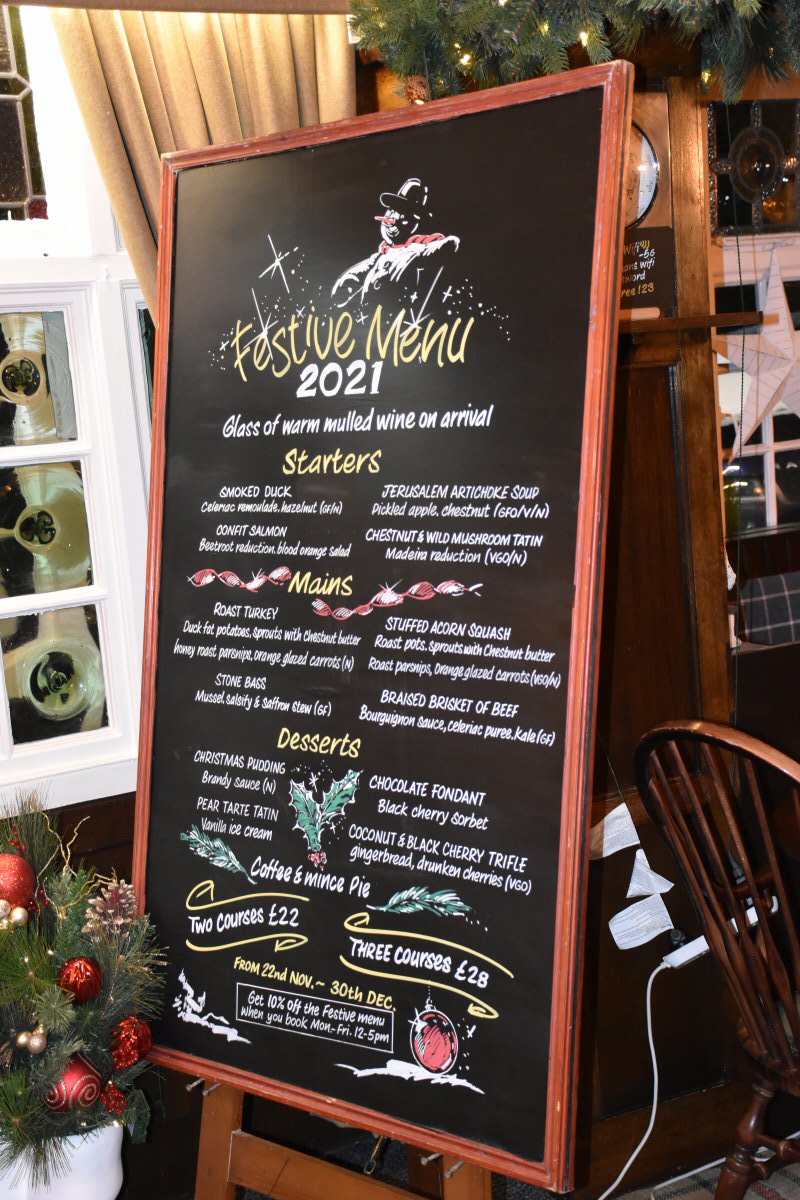 Festive Menu
2021
Glass of warm mulled wine on arrival
Starters
SMOKED DUCK
Celeriac remoulade, hazelnut (GF/N)
CONFIT SALMON
Beetroot reduction, blood orange salad
JERUSALEM ARTICHOKE SOUP
Pickled apple, chestnut (GFO/V/N)
CHESTNUT & WILD MUSHROOM TATIN
Madeira reduction (VGO/N)
Mains
ROAST TURKEY
Duck fat potatoes, sprouts with Chestnut butter
honey roast parsnips, orange glazed carrots (N)
STONE BASS
Mussel, salsify & saffron stew (GF)
STUFFED ACORN SQUASH
Roast pots, sprouts with Chestnut butter
Roast parsnips, orange glazed carrots (VGO/N)
BRAISED BRISKET OF BEEF
Bourguignon sauce, celeriac puree, Kale (GF)
Desserts
CHRISTMAS PUDDING
Brandy sauce (N)
PEAR TARTE TATIN
Vanilla ice cream
CHOCOLATE FONDANT
Black cherry sorbet
COCONUT & BLACK CHERRY TRIFLE
gingerbread, drunken cherries (VGO)
Coffee & mince Pie
TWO COURSES £22
THREE COURSES £28
FROM 22nd NOV. ~ 30th DEC.
Get 10% off the Festive menu
when you book Mon.- Fri. 12-5pm
Wifi
-5G
ans wifi
sword
ree123